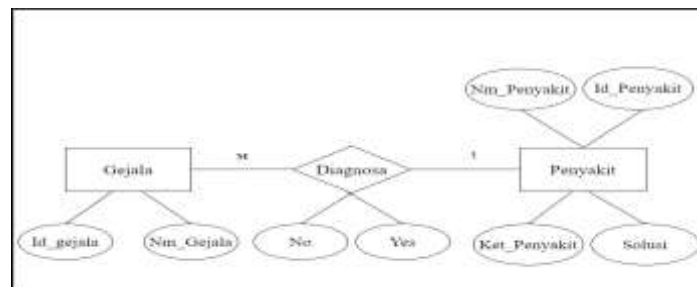 Nm_Penyakit
Id_Penyakit
Gejala
M
Diagnosa
1
Penyakit
Id_gejala
Nm_Gejala
No
Yes
Ket_Penyakit
Solusi